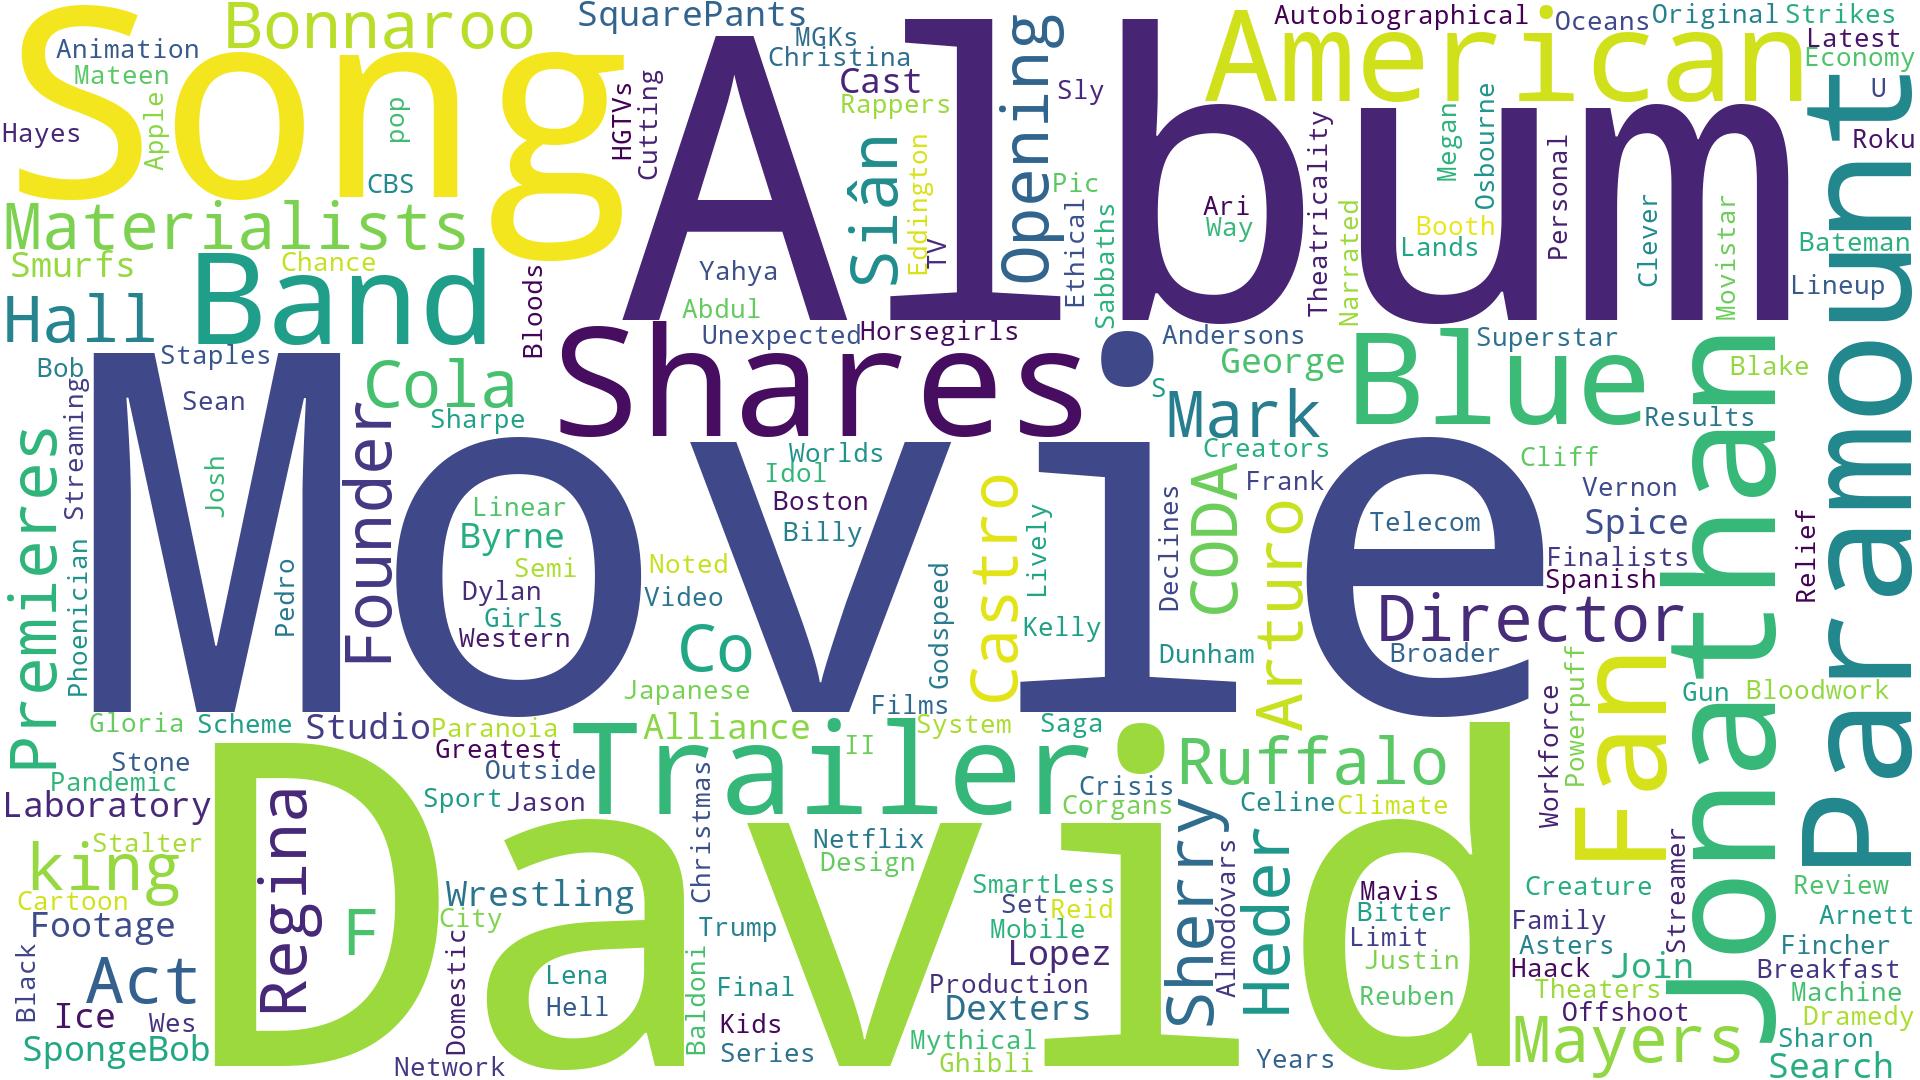 Song
Album
Movie
David
Bonnaroo
SquarePants
Animation
Mateen
Apple
pop
Hayes
CBS
HGTVs
Cutting
MGKs
Christina
Cast
Rappers
Opening
Sly
American
Autobiographical
Oceans
Original
Strikes
Latest
Economy
U
Roku
Paramount
Materialists
Smurfs
Chance
Band
Hall
Bloods
Yahya
Abdul
Unexpected
Horsegirls
Siân
Eddington
TV
Pic
Ethical
Sabbaths
Ari
Way
Theatricality
Narrated
Megan
Osbourne
Booth
Lands
Personal
Clever
Movistar
Bateman
Lineup
Andersons
Superstar
Bob
Staples
Sean
Streaming
Cola
Sharpe
Shares
S
George
Mark
Blue
Blake
Results
Jonathan
Premieres
Josh
Pedro
Phoenician
Founder
Linear
Byrne
Semi
Dylan
Girls
Western
Worlds
Idol
Boston
Billy
Noted
Video
Co
Japanese
Godspeed
Films
Castro
Lively
Kelly
Creators
Declines
CODA
Frank
Arturo
Dunham
Telecom
Cliff
Vernon
Spice
Finalists
Spanish
Relief
Director
Broader
Fan
Powerpuff
Workforce
Gun
Bloodwork
Gloria
Scheme
Studio
Paranoia
Greatest
Outside
Sport
Jason
Alliance
II
System
Saga
Trailer
Crisis
Corgans
Ruffalo
Celine
Climate
Stone
Pandemic
Laboratory
Stalter
king
Cartoon
Footage
Black
Act
Ice
Wes
SpongeBob
Regina
F
Wrestling
City
Domestic
Network
Christmas
Netflix
Design
Lena
Hell
Baldoni
Trump
Final
Kids
Series
SmartLess
Set
Reid
Mobile
Lopez
Production
Dexters
Mythical
Ghibli
Sherry
Almodóvars
Heder
Years
Mavis
Bitter
Limit
Justin
Reuben
Creature
Family
Asters
Haack
Theaters
Offshoot
Mayers
Streamer
Join
Review
Arnett
Fincher
Breakfast
Machine
Dramedy
Sharon
Search